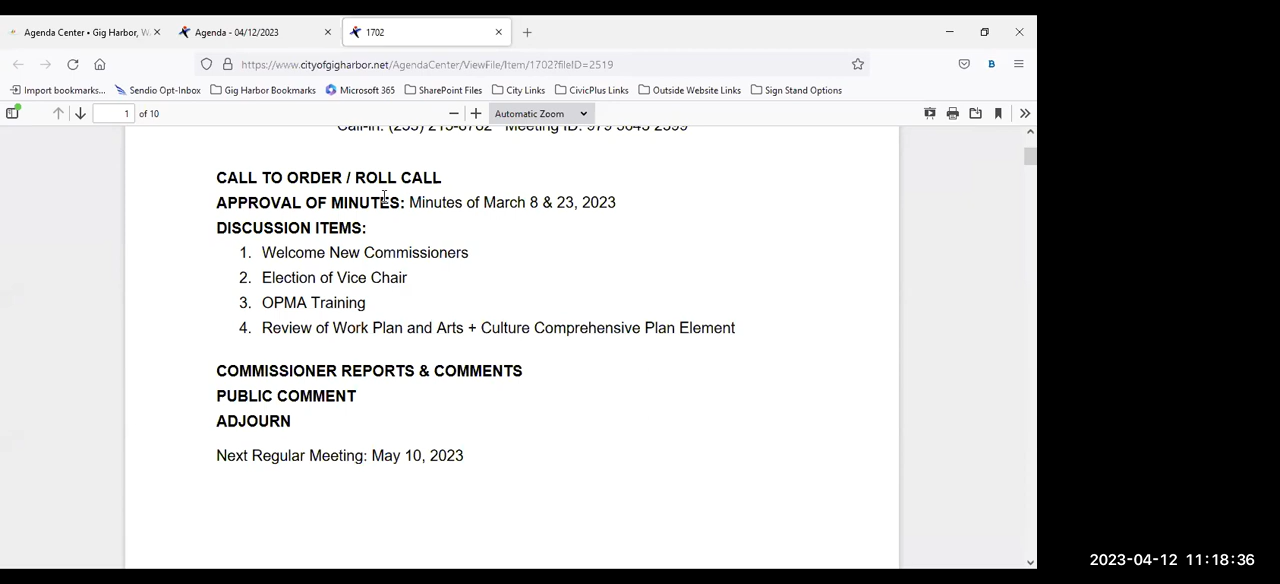 Agenda Center • Gig Harbor, W
Agenda - 04/12/2023
1702
https://www.cityofgigharbor.net/AgendaCenter/ViewFile/Item/1702?fileID=2519
Import bookmarks... Sendio Opt-Inbox Gig Harbor Bookmarks Microsoft 365 SharePoint Files City Links CivicPlus Links Outside Website Links Sign Stand Options
1 of 10 Automatic Zoom
CALL TO ORDER / ROLL CALL
APPROVAL OF MINUTES: Minutes of March 8 & 23, 2023
DISCUSSION ITEMS:
1. Welcome New Commissioners
2. Election of Vice Chair
3. OPMA Training
4. Review of Work Plan and Arts + Culture Comprehensive Plan Element
COMMISSIONER REPORTS & COMMENTS
PUBLIC COMMENT
ADJOURN
Next Regular Meeting: May 10, 2023
2023-04-12 11:18:36